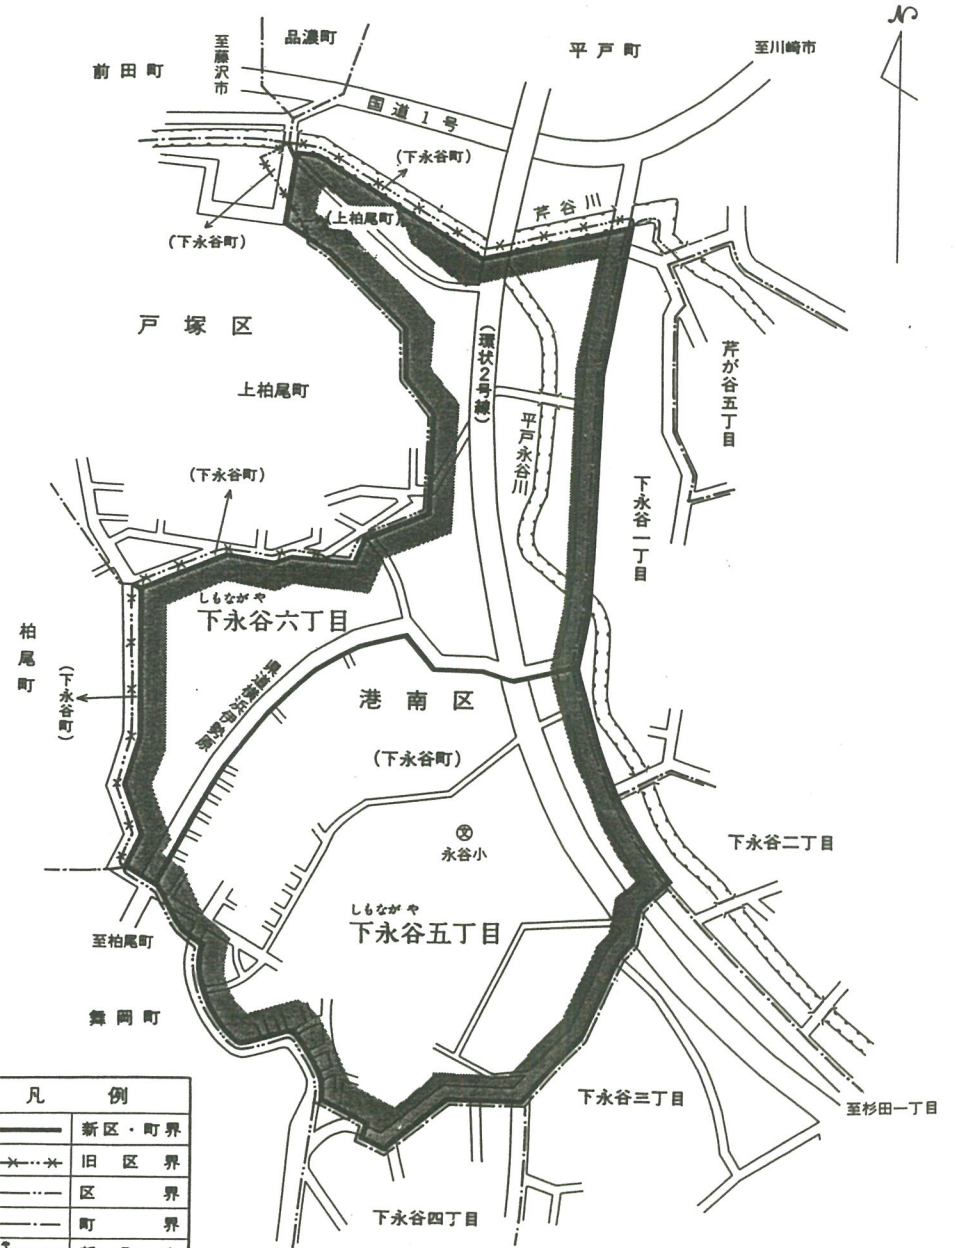 N
品濃町
至藤沢市
平戸町
至川崎市
前田町
国道1号
(下永谷町)
芹谷川
(上柏尾町)
(下永谷町)
戸塚区
(環状2号線)
芹が谷五丁目
上柏尾町
平戸永谷川
(下永谷町)
下永谷一丁目
しもながや
下永谷六丁目
柏尾町
(下永谷町)
県道横浜伊勢原
港南区
(下永谷町)
文
永谷小
下永谷二丁目
しもながや
下永谷五丁目
至柏尾町
舞岡町
下永谷三丁目
至杉田一丁目
下永谷四丁目
凡例
新区・町界
旧区界
区界
町界